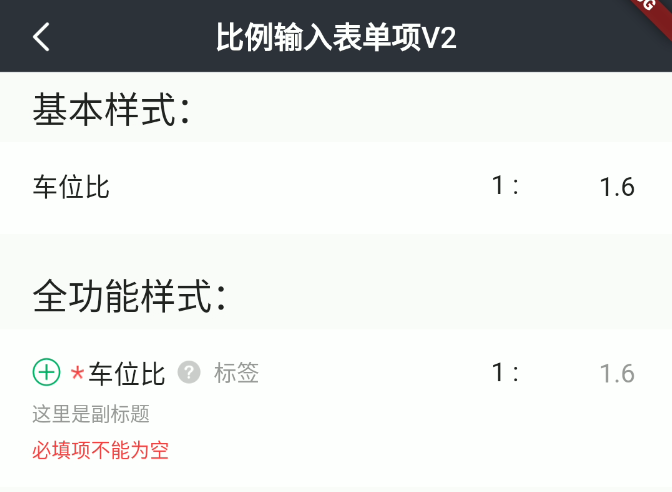 比例输入表单项V2
基本样式：
车位比 1 : 1.6
全功能样式：
*车位比 ? 标签 1 : 1.6
这里是副标题
必填项不能为空